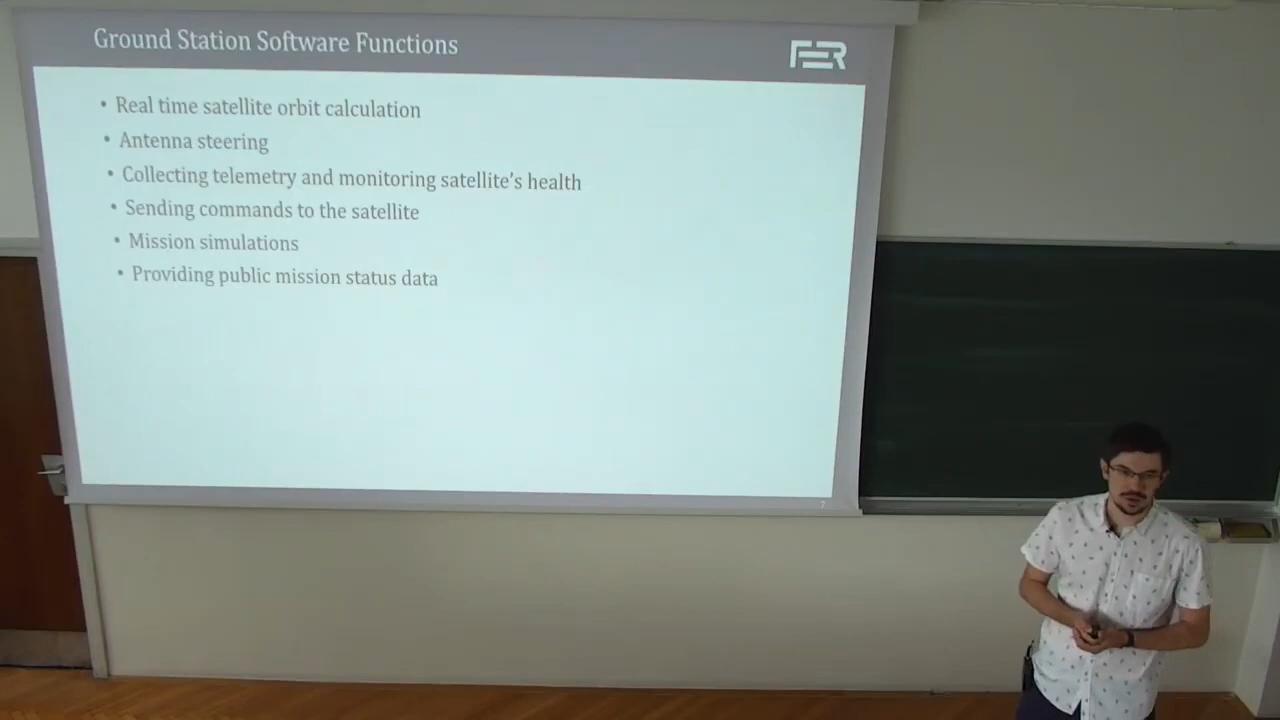 Ground Station Software Functions
FER
• Real time satellite orbit calculation
• Antenna steering
• Collecting telemetry and monitoring satellite's health
• Sending commands to the satellite
• Mission simulations
• Providing public mission status data
7